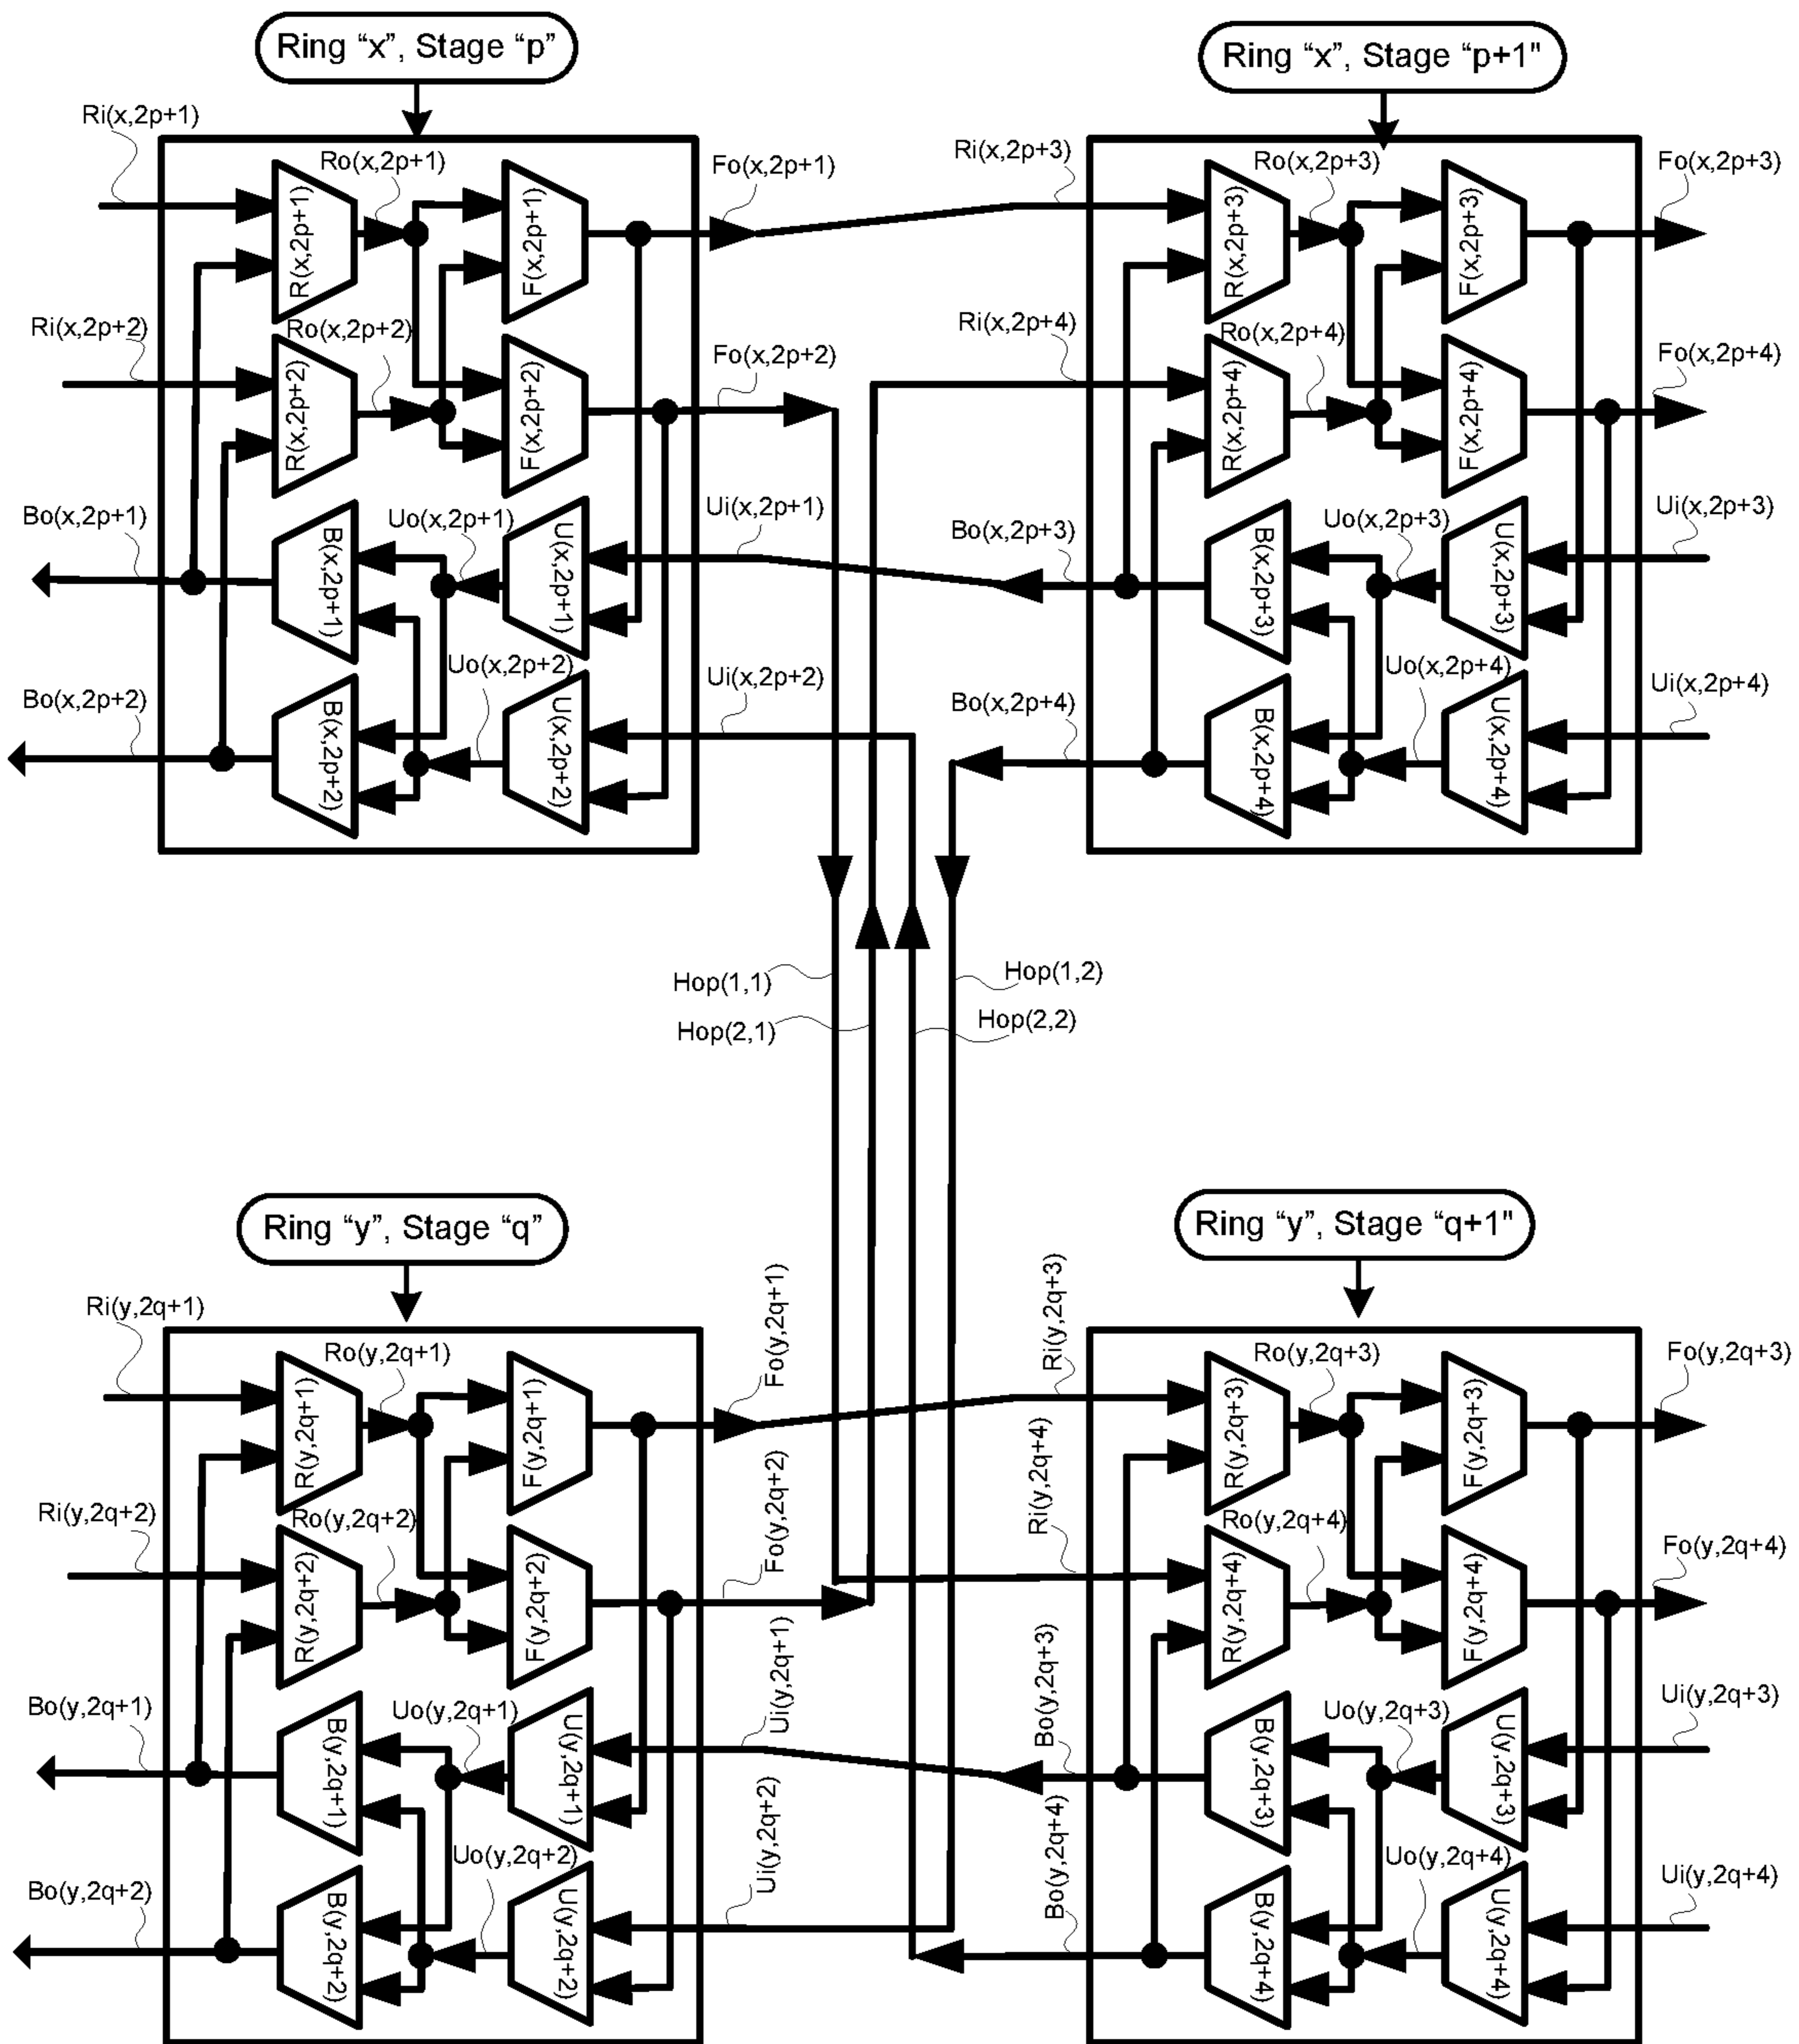 Ring “x”, Stage “p”
Ring “x”, Stage “p+1"
Ri(x,2p+1)
Ro(x,2p+1)
Fo(x,2p+1)
Ri(x,2p+3)
Ro(x,2p+3)
Fo(x,2p+3)
R(x,2p+1)
F(x,2p+1)
R(x,2p+3)
F(x,2p+3)
Ri(x,2p+2)
Ro(x,2p+2)
Fo(x,2p+2)
Ri(x,2p+4)
Ro(x,2p+4)
Fo(x,2p+4)
R(x,2p+2)
F(x,2p+2)
R(x,2p+4)
F(x,2p+4)
Bo(x,2p+1)
Uo(x,2p+1)
Ui(x,2p+1)
Bo(x,2p+3)
Uo(x,2p+3)
Ui(x,2p+3)
B(x,2p+1)
U(x,2p+1)
B(x,2p+3)
U(x,2p+3)
Bo(x,2p+2)
Uo(x,2p+2)
Ui(x,2p+2)
Bo(x,2p+4)
Uo(x,2p+4)
Ui(x,2p+4)
B(x,2p+2)
U(x,2p+2)
B(x,2p+4)
U(x,2p+4)
Hop(1,1)
Hop(1,2)
Hop(2,1)
Hop(2,2)
Ring “y”, Stage “q”
Ring “y”, Stage “q+1"
Ri(y,2q+1)
Ro(y,2q+1)
Fo(y,2q+1)
Ri(y,2q+3)
Ro(y,2q+3)
Fo(y,2q+3)
R(y,2q+1)
F(y,2q+1)
R(y,2q+3)
F(y,2q+3)
Ri(y,2q+2)
Ro(y,2q+2)
Fo(y,2q+2)
Ri(y,2q+4)
Ro(y,2q+4)
Fo(y,2q+4)
R(y,2q+2)
F(y,2q+2)
R(y,2q+4)
F(y,2q+4)
Bo(y,2q+1)
Uo(y,2q+1)
Ui(y,2q+1)
Bo(y,2q+3)
Uo(y,2q+3)
Ui(y,2q+3)
B(y,2q+1)
U(y,2q+1)
B(y,2q+3)
U(y,2q+3)
Bo(y,2q+2)
Uo(y,2q+2)
Ui(y,2q+2)
Bo(y,2q+4)
Uo(y,2q+4)
Ui(y,2q+4)
B(y,2q+2)
U(y,2q+2)
B(y,2q+4)
U(y,2q+4)